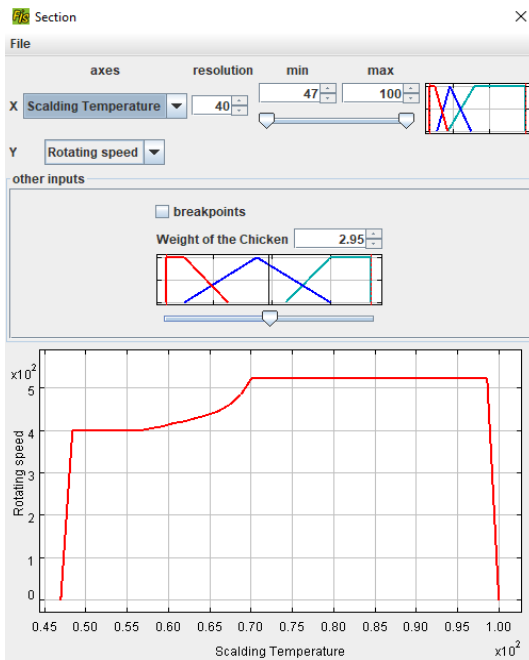 Fis Section ×
File
axes resolution min max
X Scalding Temperature 40 47 100
Y Rotating speed
other inputs
breakpoints
Weight of the Chicken 2.95
x10²
5
4
3
2
1
0
Rotating speed
0.45 0.50 0.55 0.60 0.65 0.70 0.75 0.80 0.85 0.90 0.95 1.00
Scalding Temperature x10²